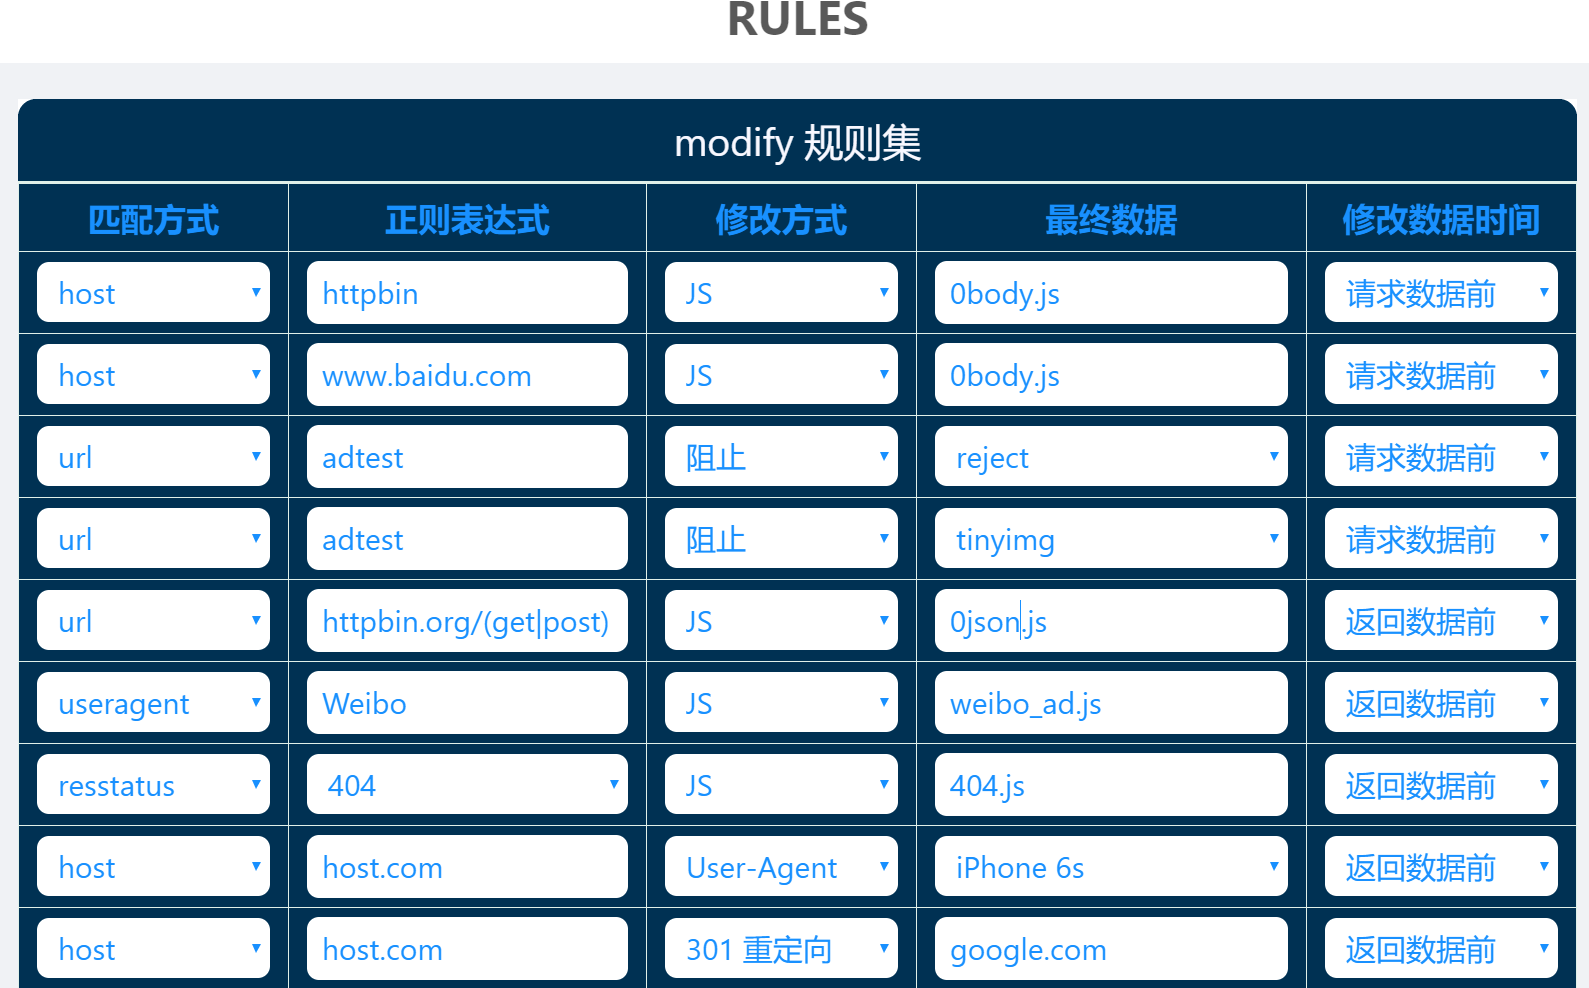 RULES
modify 规则集
匹配方式 正则表达式 修改方式 最终数据 修改数据时间
host httpbin JS 0body.js 请求数据前
host www.baidu.com JS 0body.js 请求数据前
url adtest 阻止 reject 请求数据前
url adtest 阻止 tinyimg 请求数据前
url httpbin.org/(get|post) JS 0json.js 返回数据前
useragent Weibo JS weibo_ad.js 返回数据前
resstatus 404 JS 404.js 返回数据前
host host.com User-Agent iPhone 6s 返回数据前
host host.com 301 重定向 google.com 返回数据前